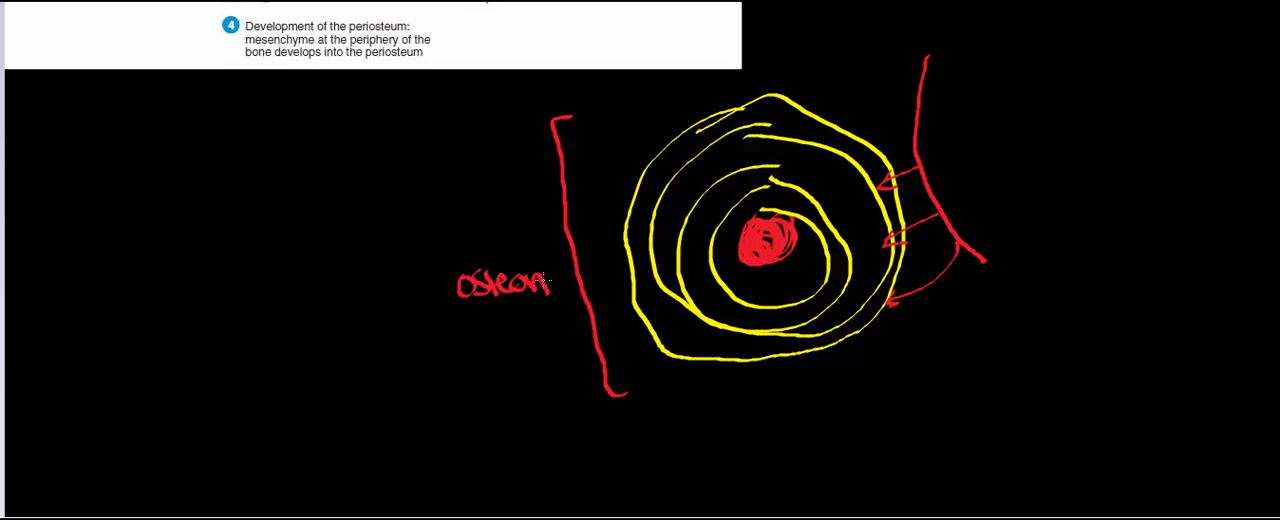 4 Development of the periosteum:
mesenchyme at the periphery of the
bone develops into the periosteum
osteon